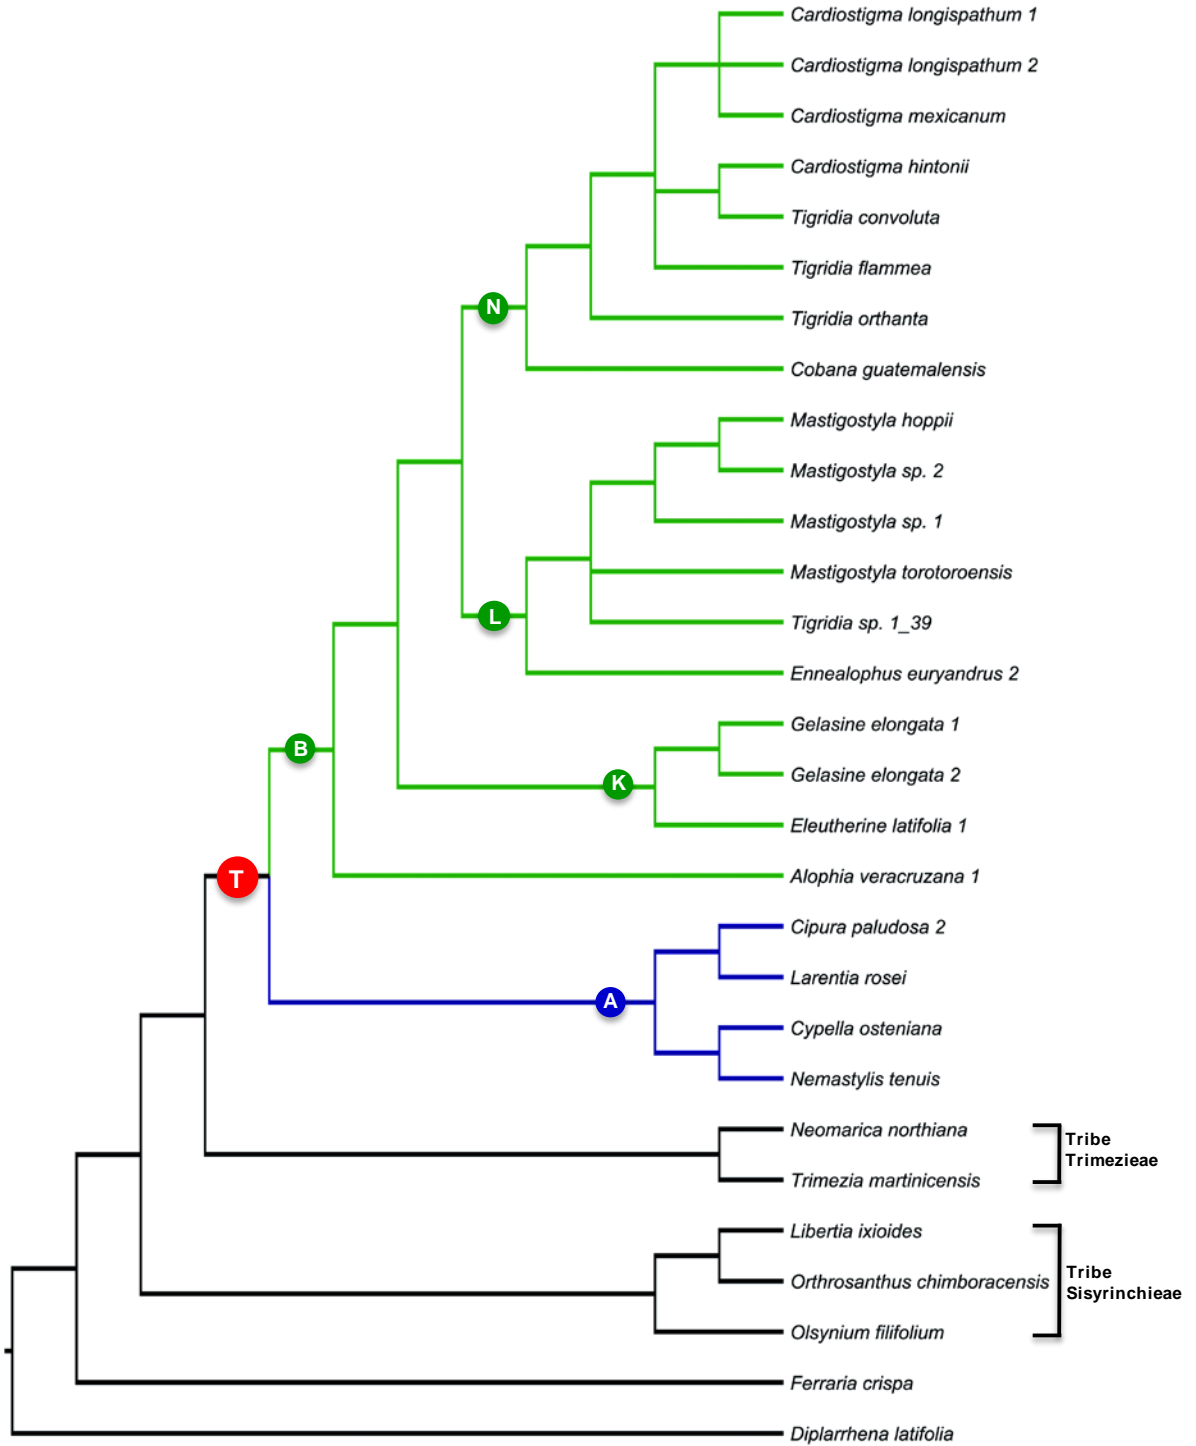 Cardiostigma longispathum 1
Cardiostigma longispathum 2
Cardiostigma mexicanum
Cardiostigma hintonii
Tigridia convoluta
Tigridia flammea
N
Tigridia orthanta
Cobana guatemalensis
Mastigostyla hoppii
Mastigostyla sp. 2
Mastigostyla sp. 1
Mastigostyla torotoroensis
L
Tigridia sp. 1_39
Ennealophus euryandrus 2
Gelasine elongata 1
B
Gelasine elongata 2
K
Eleutherine latifolia 1
T
Alophia veracruzana 1
Cipura paludosa 2
Larentia rosei
A
Cypella osteniana
Nemastylis tenuis
Neomarica northiana
Tribe
Trimezieae
Trimezia martinicensis
Libertia ixioides
Orthrosanthus chimboracensis
Tribe
Sisyrinchieae
Olsynium filifolium
Ferraria crispa
Diplarrhena latifolia